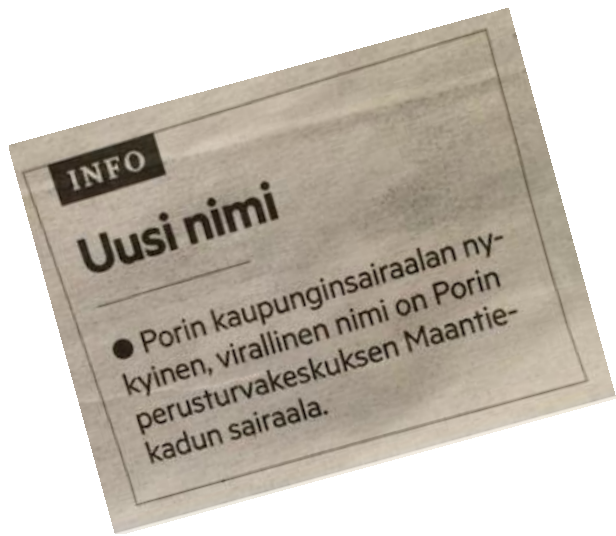 INFO
Uusi nimi
● Porin kaupunginsairaalan ny-
kyinen, virallinen nimi on Porin
perusturvakeskuksen Maantie-
kadun sairaala.